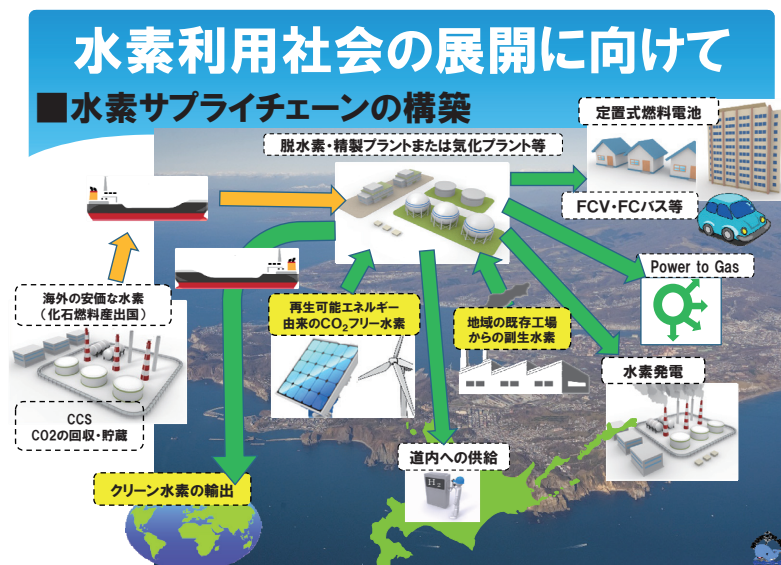 水素利用社会の展開に向けて
■水素サプライチェーンの構築
定置式燃料電池
脱水素・精製プラントまたは気化プラント等
FCV・FCバス等
Power to Gas
海外の安価な水素
（化石燃料産出国）
再生可能エネルギー
由来のCO₂フリー水素
地域の既存工場
からの副生水素
水素発電
CCS
CO2の回収・貯蔵
道内への供給
H₂
クリーン水素の輸出